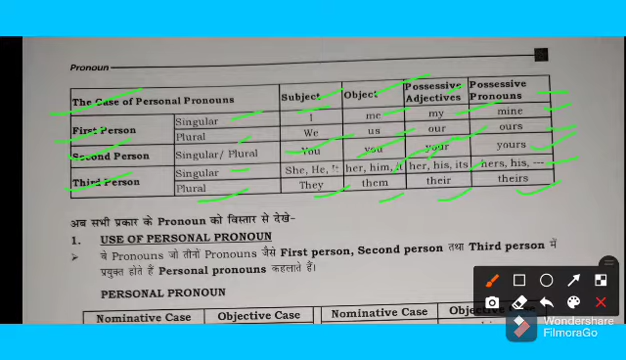 Pronoun
The Case of Personal Pronouns Subject Object Possessive Adjectives Possessive Pronouns
First Person Singular I me my mine
Plural We us our ours
Second Person Singular/ Plural You you your yours
Third Person Singular She, He, It her, him, it her, his, its hers, his, ---
Plural They them their theirs
अब सभी प्रकार के Pronoun को विस्तार से देखे-
1. USE OF PERSONAL PRONOUN
➤ वे Pronouns जो तीनों Pronouns जैसे First person, Second person तथा Third person में
प्रयुक्त होते हैं Personal pronouns कहलाते हैं।
PERSONAL PRONOUN
Nominative Case Objective Case Nominative Case Objective Case
Wondershare
FilmoraGo